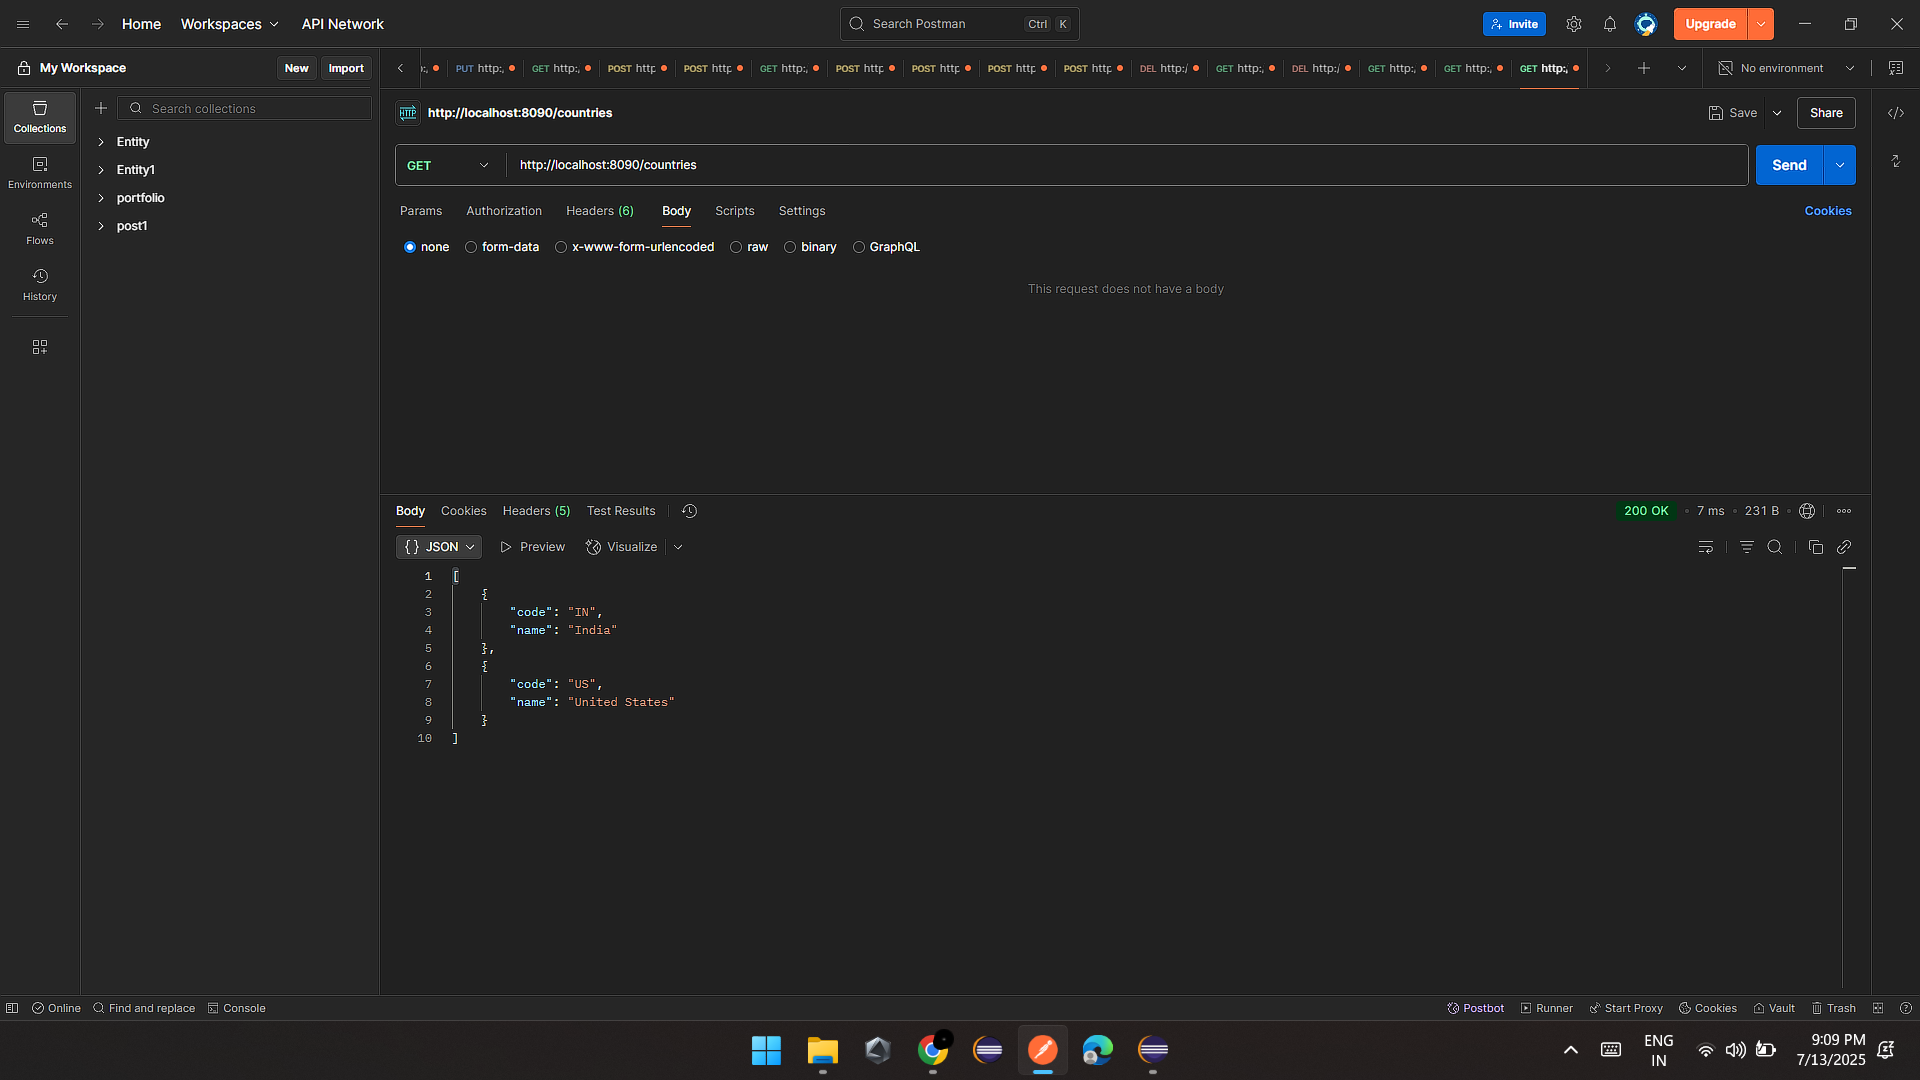 Home Workspaces API Network
Search Postman Ctrl K
Invite Upgrade
My Workspace New Import
PUT http:, GET http:, POST http POST http GET http:, POST http POST http POST http POST http DEL http:/ GET http:, DEL http:/ GET http:, GET http:, GET http:,
No environment
Collections
Environments
Flows
History
Search collections
Entity
Entity1
portfolio
post1
HTTP http://localhost:8090/countries
Save Share
GET http://localhost:8090/countries
Send
Params Authorization Headers (6) Body Scripts Settings
Cookies
none form-data x-www-form-urlencoded raw binary GraphQL
This request does not have a body
Body Cookies Headers (5) Test Results
200 OK • 7 ms • 231 B •
{} JSON Preview Visualize
1 [
2 {
3 "code": "IN",
4 "name": "India"
5 },
6 {
7 "code": "US",
8 "name": "United States"
9 }
10 ]
Online Find and replace Console
Postbot Runner Start Proxy Cookies Vault Trash
ENG
IN
9:09 PM
7/13/2025